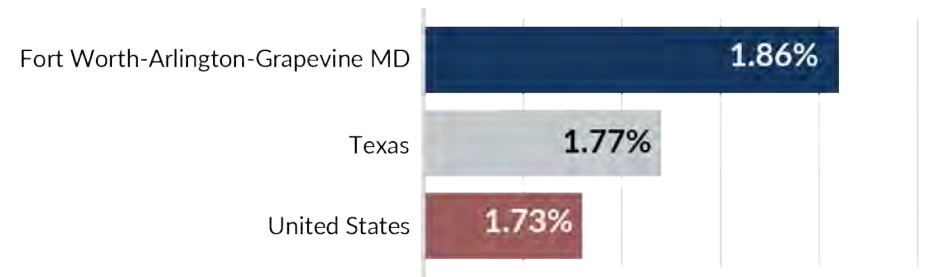 Fort Worth-Arlington-Grapevine MD 1.86%
Texas 1.77%
United States 1.73%